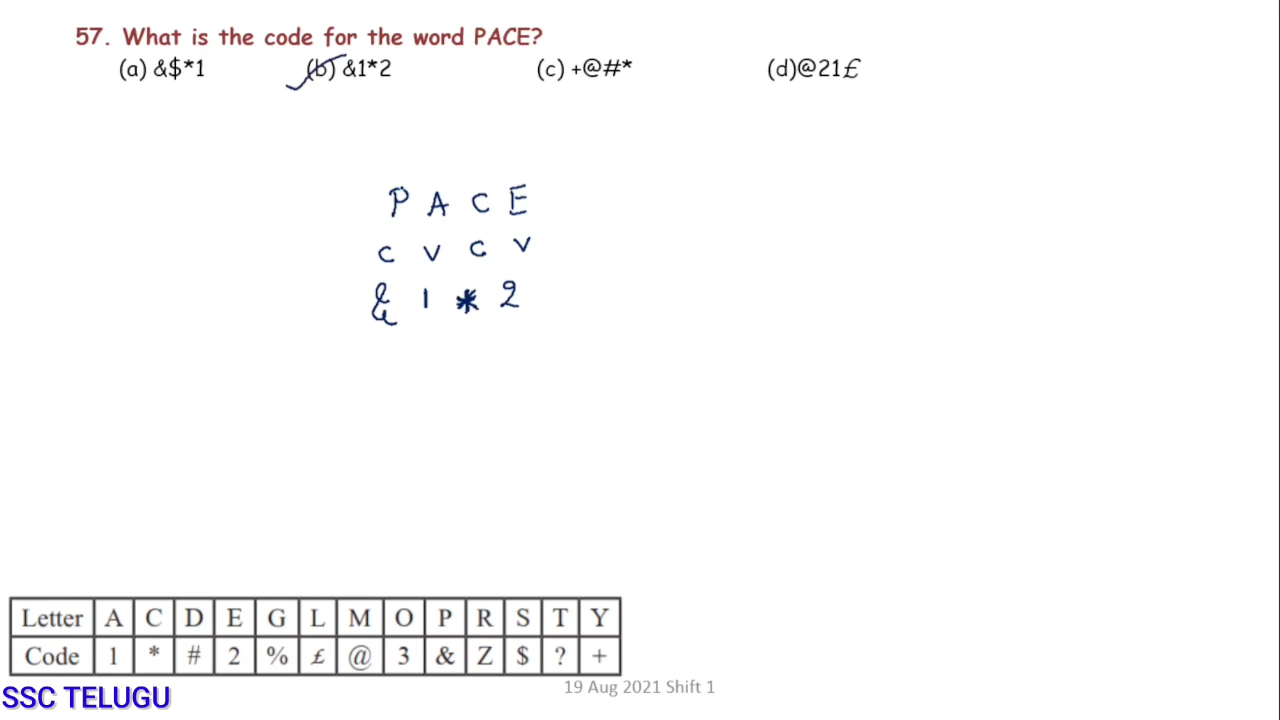 57. What is the code for the word PACE?
(a) &$*1 (b) &1*2 (c) +@#* (d)@21£
P A C E
C V C V
& 1 * 2
Letter A C D E G L M O P R S T Y
Code 1 * # 2 % £ @ 3 & Z $ ? +
19 Aug 2021 Shift 1
SSC TELUGU